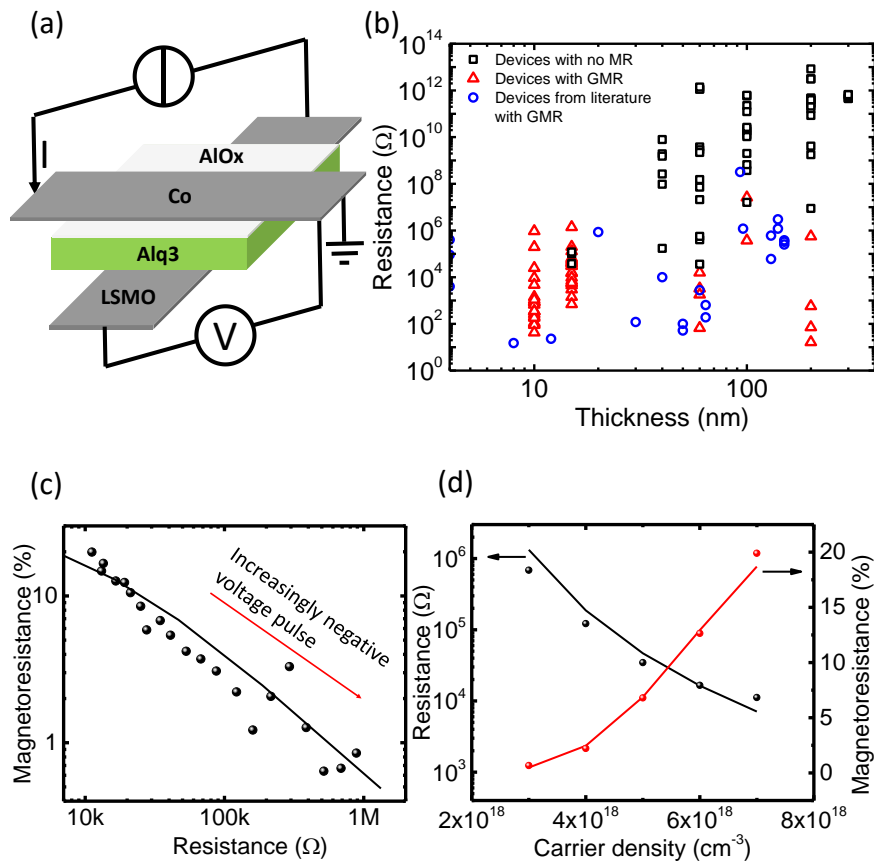 (a)
I
AlOx
Co
Alq3
LSMO
V
(b)
10^14
10^12
10^10
10^8
10^6
10^4
10^2
10^0
Resistance (Ω)
Devices with no MR
Devices with GMR
Devices from literature
with GMR
10
100
Thickness (nm)
(c)
10
1
Magnetoresistance (%)
Increasingly negative
voltage pulse
10k
100k
1M
Resistance (Ω)
(d)
10^6
10^5
10^4
10^3
Resistance (Ω)
20
15
10
5
0
Magnetoresistance (%)
2x10^18
4x10^18
6x10^18
8x10^18
Carrier density (cm^-3)